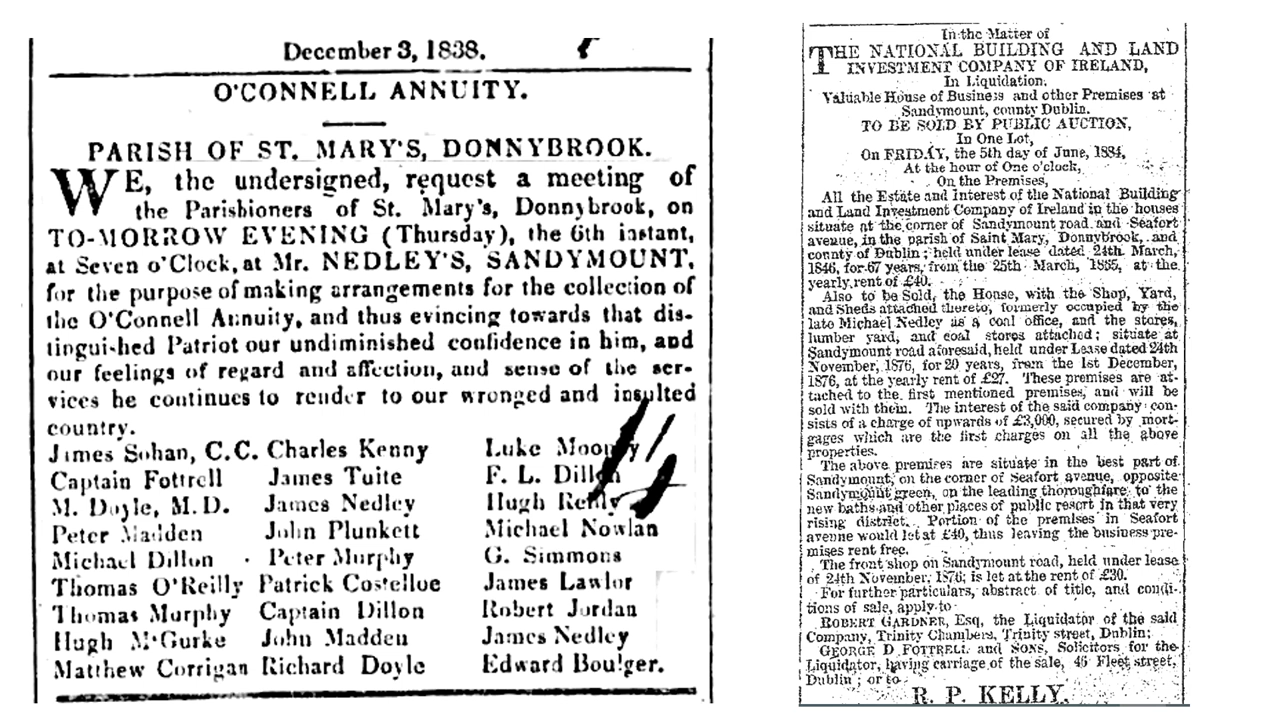 December 3, 1838.
O'CONNELL ANNUITY.
PARISH OF ST. MARY'S, DONNYBROOK.
WE, the undersigned, request a meeting of
the Parishioners of St. Mary's, Donnybrook, on
TO-MORROW EVENING (Thursday), the 6th instant,
at Seven o'Clock, at Mr. NEDLEY'S, SANDYMOUNT,
for the purpose of making arrangements for the collection of
the O'Connell Annuity, and thus evincing towards that dis-
tingui-hed Patriot our undiminished confidence in him, and
our feelings of regard and affection, and sense of the ser-
vices he continues to render to our wronged and insulted
country.
James Sohan, C.C. Charles Kenny Luke Mooney
Captain Fottrell James Tuite F. L. Dillon
M. Doyle, M.D. James Nedley Hugh Reilly
Peter Madden John Plunkett Michael Nowlan
Michael Dillon Peter Murphy G. Simmons
Thomas O'Reilly Patrick Costelloe James Lawlor
Thomas Murphy Captain Dillon Robert Jordan
Hugh M'Gurke John Madden James Nedley
Matthew Corrigan Richard Doyle Edward Boulger.
In the Matter of
THE NATIONAL BUILDING AND LAND
INVESTMENT COMPANY OF IRELAND,
In Liquidation.
Valuable House of Business and other Premises at
Sandymount, county Dublin.
TO BE SOLD BY PUBLIC AUCTION,
In One Lot,
On FRIDAY, the 5th day of June, 1884,
At the hour of One o'clock,
On the Premises,
All the Estate and Interest of the National Building
and Land Investment Company of Ireland in the houses
situate at the corner of Sandymount road and Seafort
avenue, in the parish of Saint Mary, Donnybrook, and
county of Dublin; held under lease dated 24th March,
1846, for 67 years, from the 25th March, 1885, at the
yearly rent of £40.
Also to be Sold, the House, with the Shop, Yard,
and Sheds attached thereto, formerly occupied by the
late Michael Nedley as a coal office, and the stores,
lumber yard, and coal stores attached; situate at
Sandymount road aforesaid, held under Lease dated 24th
November, 1876, for 20 years, from the 1st December,
1876, at the yearly rent of £27. These premises are at-
tached to the first mentioned premises, and will be
sold with them. The interest of the said company con-
sists of a charge of upwards of £3,000, secured by mort-
gages which are the first charges on all the above
properties.
The above premises are situate in the best part of
Sandymount, on the corner of Seafort avenue, opposite
Sandymount green, on the leading thoroughfare to the
new baths and other places of public resort in that very
rising district. Portion of the premises in Seafort
avenue would let at £40, thus leaving the business pre-
mises rent free.
The front shop on Sandymount road, held under lease
of 24th November, 1876, is let at the rent of £30.
For further particulars, abstract of title, and condi-
tions of sale, apply to
ROBERT GARDNER, Esq, the Liquidator of the said
Company, Trinity Chambers, Trinity street, Dublin;
GEORGE D FOTTRELL and SONS, Solicitors for the
Liquidator, having carriage of the sale, 46 Fleet street,
Dublin; or to
R. P. KELLY,